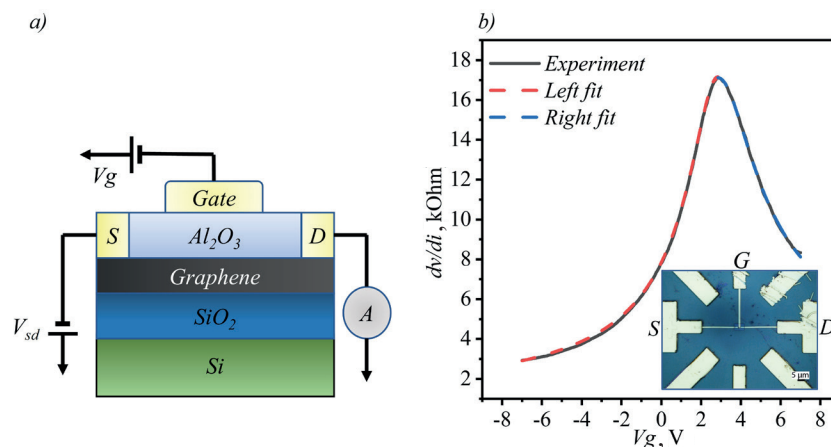 a)
Vg
Gate
S
Al2O3
D
Graphene
Vsd
SiO2
A
Si
b)
18
16
14
12
10
8
6
4
2
dv/di, kOhm
Experiment
Left fit
Right fit
G
S
D
5 μm
-8 -6 -4 -2 0 2 4 6 8
Vg, V